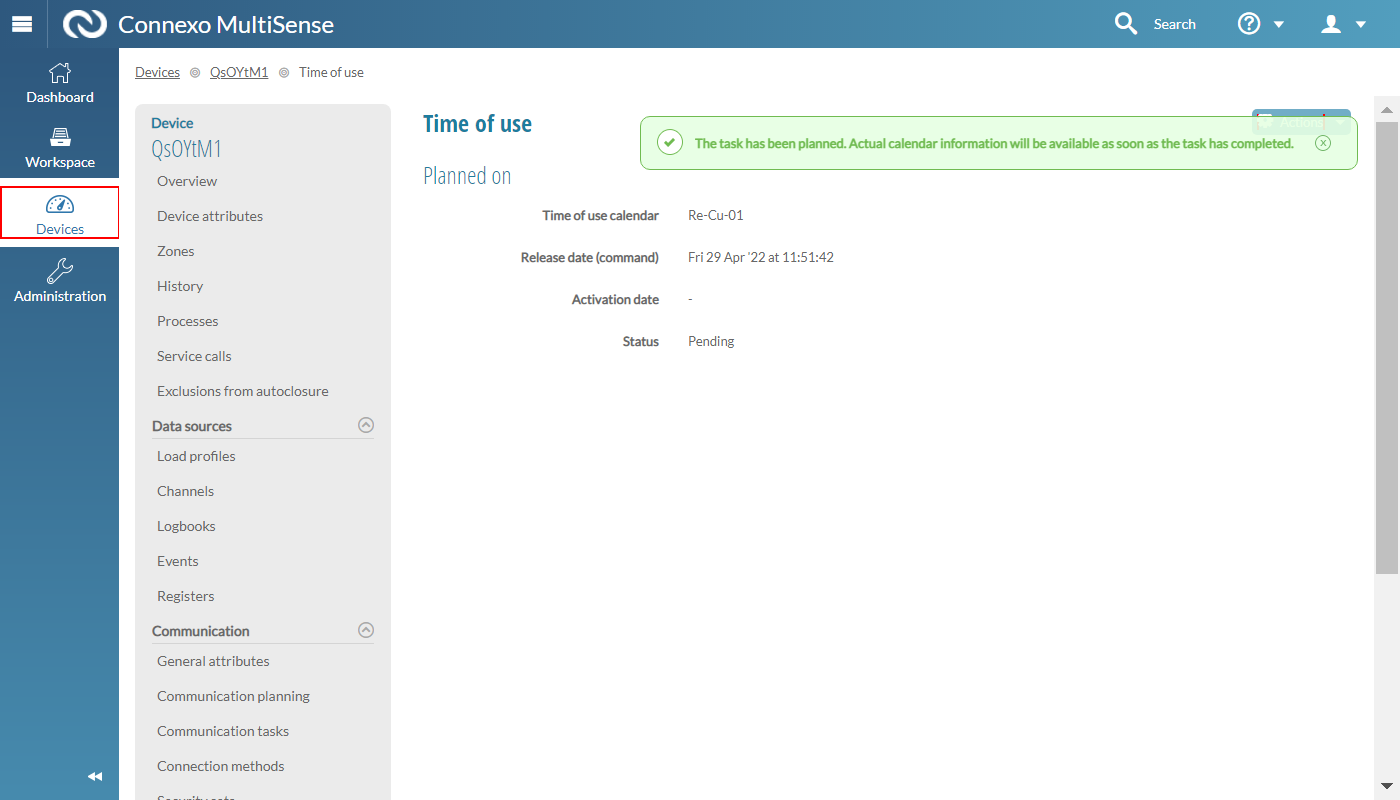 Connexo MultiSense
Search
Dashboard
Workspace
Devices
Administration
Devices QsOYtM1 Time of use
Device
QsOYtM1
Overview
Device attributes
Zones
History
Processes
Service calls
Exclusions from autoclosure
Data sources
Load profiles
Channels
Logbooks
Events
Registers
Communication
General attributes
Communication planning
Communication tasks
Connection methods
Security sets
Time of use
Actions
The task has been planned. Actual calendar information will be available as soon as the task has completed.
Planned on
Time of use calendar Re-Cu-01
Release date (command) Fri 29 Apr '22 at 11:51:42
Activation date -
Status Pending